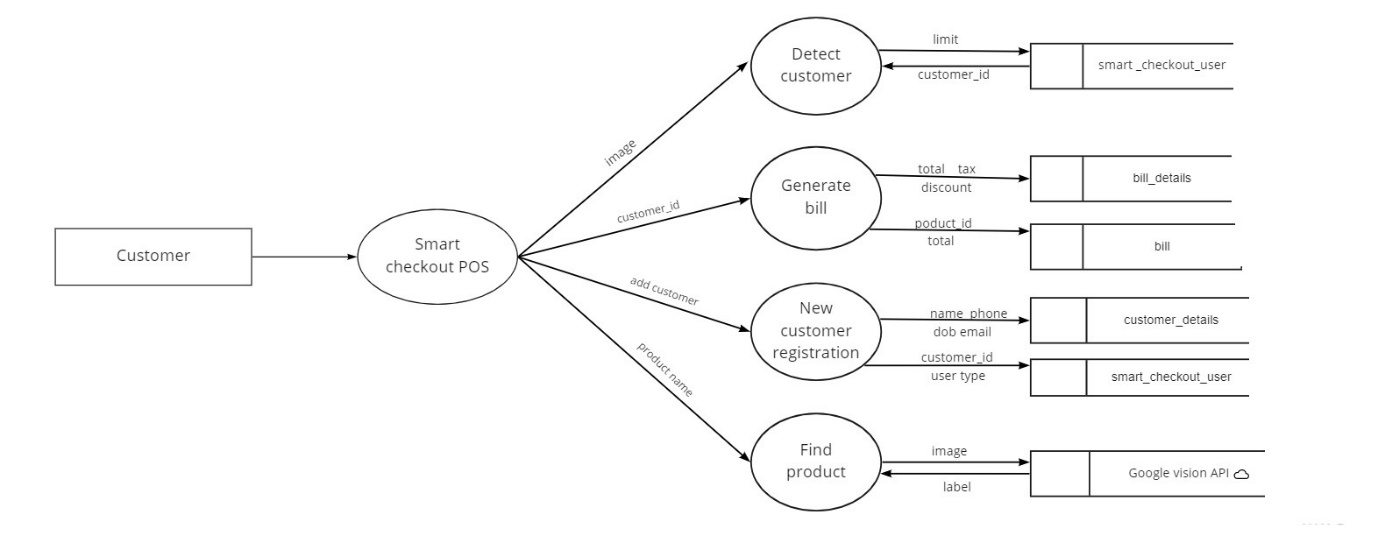 Customer
Smart
checkout POS
image
customer_id
add customer
product name
Detect
customer
limit
customer_id
smart _checkout_user
Generate
bill
total tax
discount
bill_details
poduct_id
total
bill
New
customer
registration
name phone
dob email
customer_details
customer_id
user type
smart_checkout_user
Find
product
image
label
Google vision API